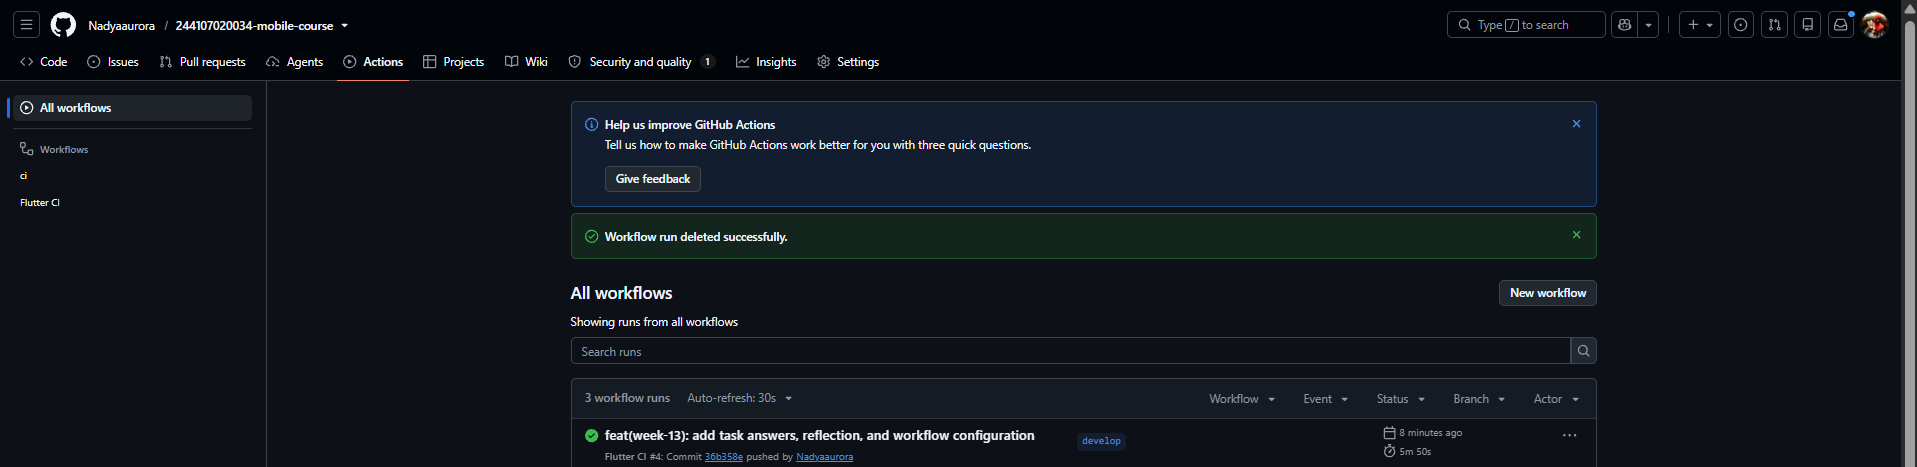 Nadyaaurora / 244107020034-mobile-course
Type / to search
Code Issues Pull requests Agents Actions Projects Wiki Security and quality 1 Insights Settings
All workflows
Workflows
ci
Flutter CI
Help us improve GitHub Actions
Tell us how to make GitHub Actions work better for you with three quick questions.
Give feedback
Workflow run deleted successfully.
All workflows
New workflow
Showing runs from all workflows
Search runs
3 workflow runs Auto-refresh: 30s Workflow Event Status Branch Actor
feat(week-13): add task answers, reflection, and workflow configuration
Flutter CI #4: Commit 36b358e pushed by Nadyaaurora
develop
8 minutes ago
5m 50s